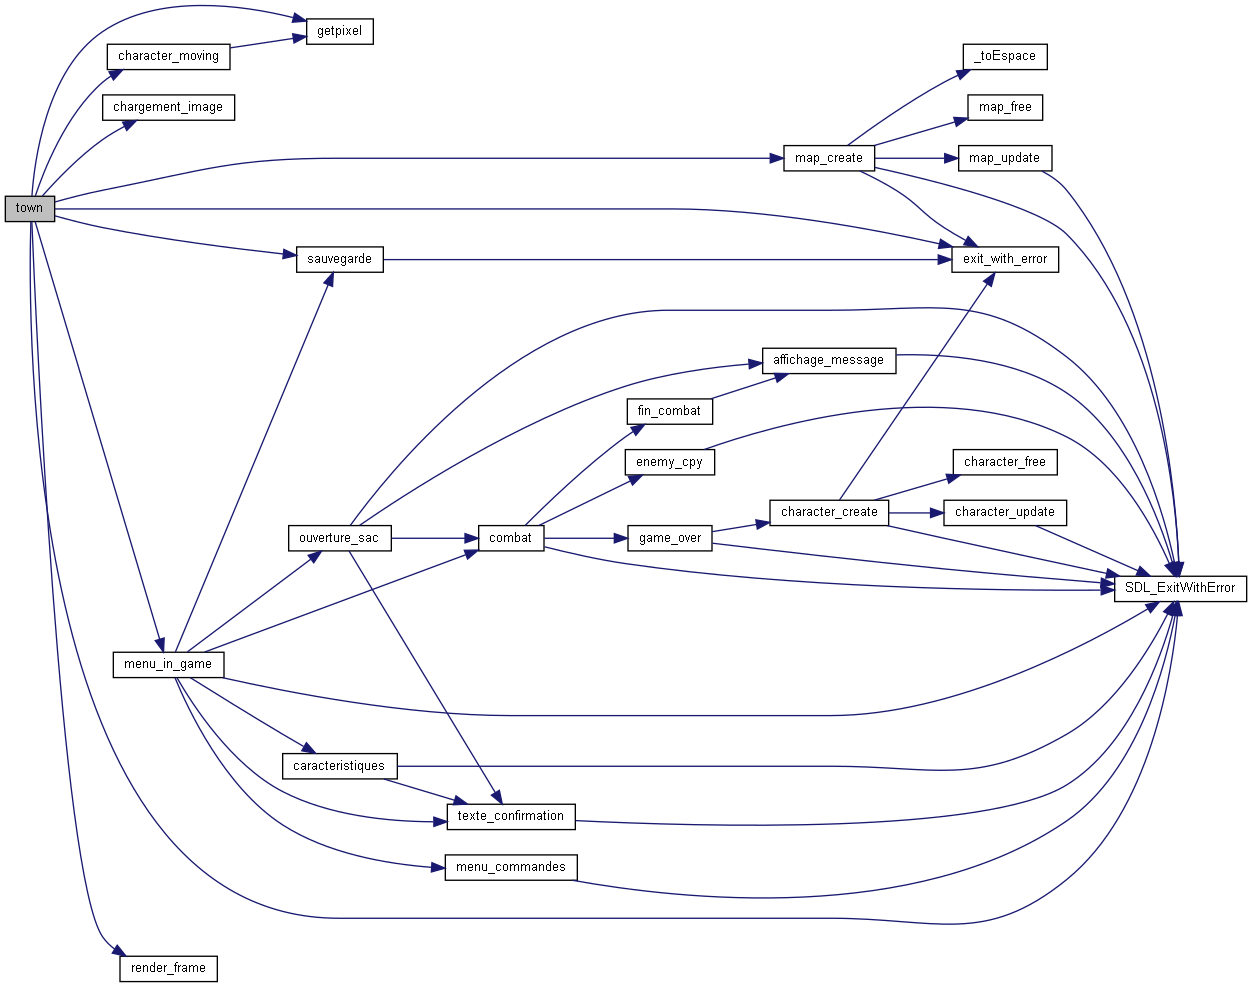 getpixel
character_moving
_toEspace
chargement_image
map_free
map_create
map_update
town
sauvegarde
exit_with_error
affichage_message
fin_combat
enemy_cpy
character_free
character_create
character_update
ouverture_sac
combat
game_over
SDL_ExitWithError
menu_in_game
caracteristiques
texte_confirmation
menu_commandes
render_frame